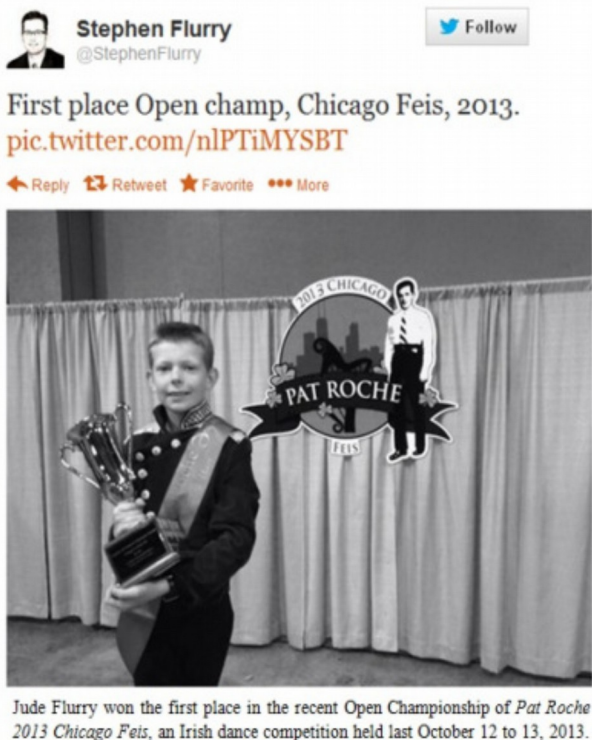 Stephen Flurry
@StephenFlurry
Follow
First place Open champ, Chicago Feis, 2013.
pic.twitter.com/nlPTiMYSBT
Reply Retweet Favorite More
2013 CHICAGO
PAT ROCHE
FEIS
Jude Flurry won the first place in the recent Open Championship of Pat Roche
2013 Chicago Feis, an Irish dance competition held last October 12 to 13, 2013.